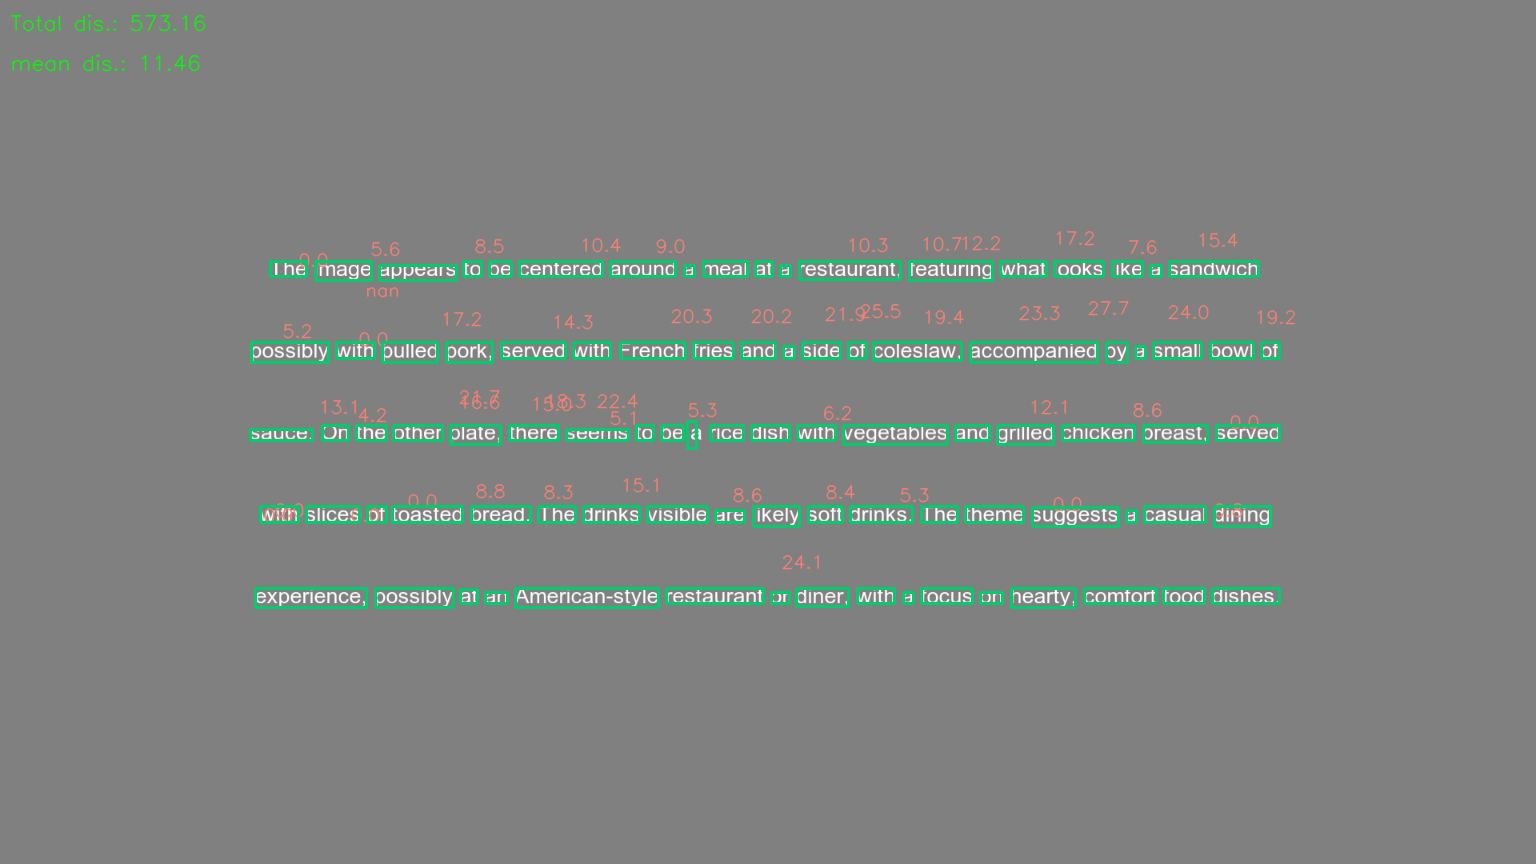 Total dis.: 573.16
mean dis.: 11.46
0.0 5.6 8.5 10.4 9.0 10.3 10.7 12.2 17.2 7.6 15.4
The image appears to be centered around a meal at a restaurant, featuring what looks like a sandwich
nan
5.2 0.0 17.2 14.3 20.3 20.2 21.9 25.5 19.4 23.3 27.7 24.0 19.2
possibly with pulled pork, served with French fries and a side of coleslaw, accompanied by a small bowl of
13.1 4.2 21.7 16.6 15.0 18.3 22.4 5.1 5.3 6.2 12.1 8.6 0.0
sauce. On the other plate, there seems to be a rice dish with vegetables and grilled chicken breast, served
0.0 8.8 8.3 15.1 8.6 8.4 5.3 0.0
with slices of toasted bread. The drinks visible are likely soft drinks. The theme suggests a casual dining
24.1
experience, possibly at an American-style restaurant or diner, with a focus on hearty, comfort food dishes.